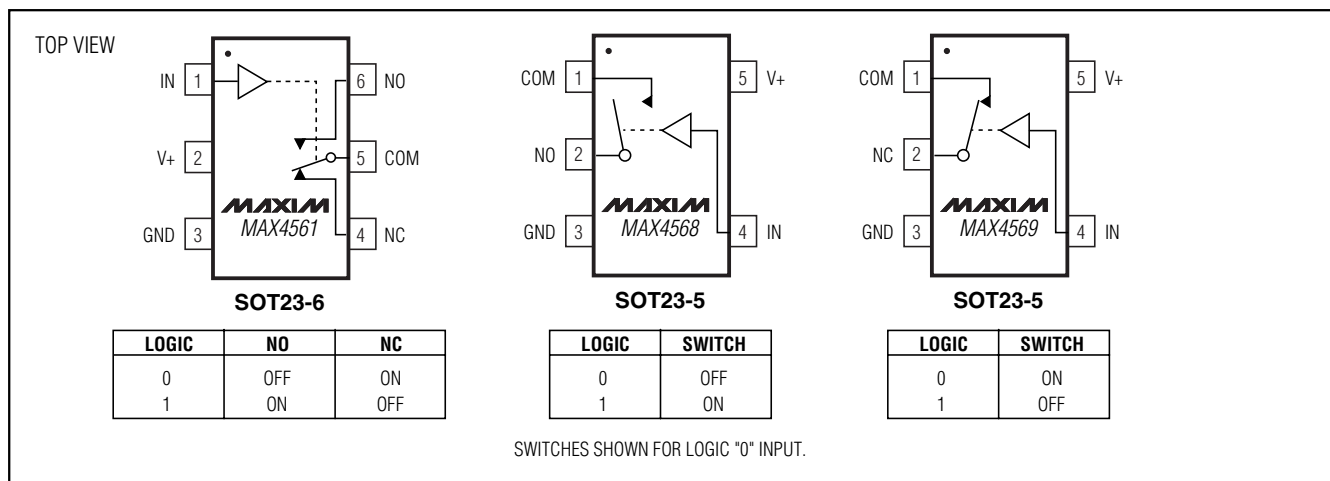 TOP VIEW
IN 1
6 NO
V+ 2
5 COM
GND 3
4 NC
MAXIM
MAX4561
SOT23-6
LOGIC NO NC
0 OFF ON
1 ON OFF
COM 1
5 V+
NO 2
GND 3
4 IN
MAXIM
MAX4568
SOT23-5
LOGIC SWITCH
0 OFF
1 ON
COM 1
5 V+
NC 2
GND 3
4 IN
MAXIM
MAX4569
SOT23-5
LOGIC SWITCH
0 ON
1 OFF
SWITCHES SHOWN FOR LOGIC "0" INPUT.